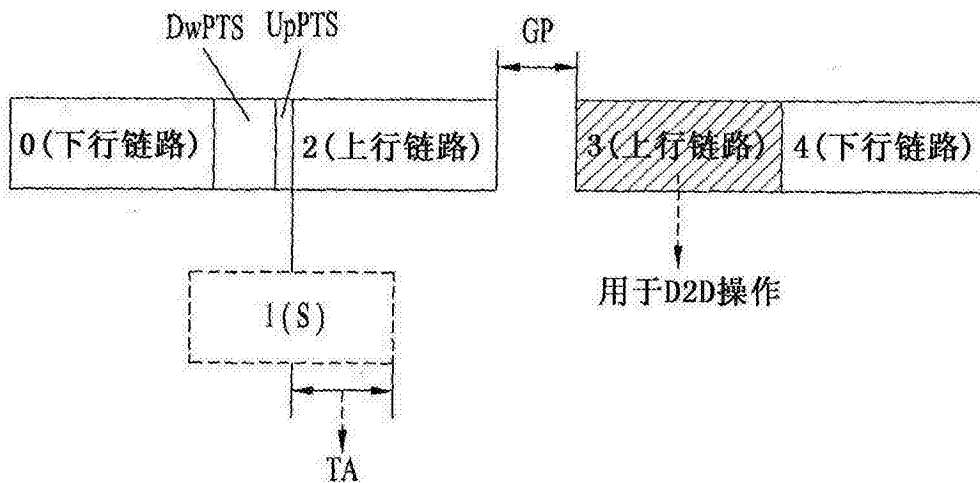 DwPTS
UpPTS
GP
0(下行链路)
2(上行链路)
3(上行链路)
4(下行链路)
1(S)
用于D2D操作
TA